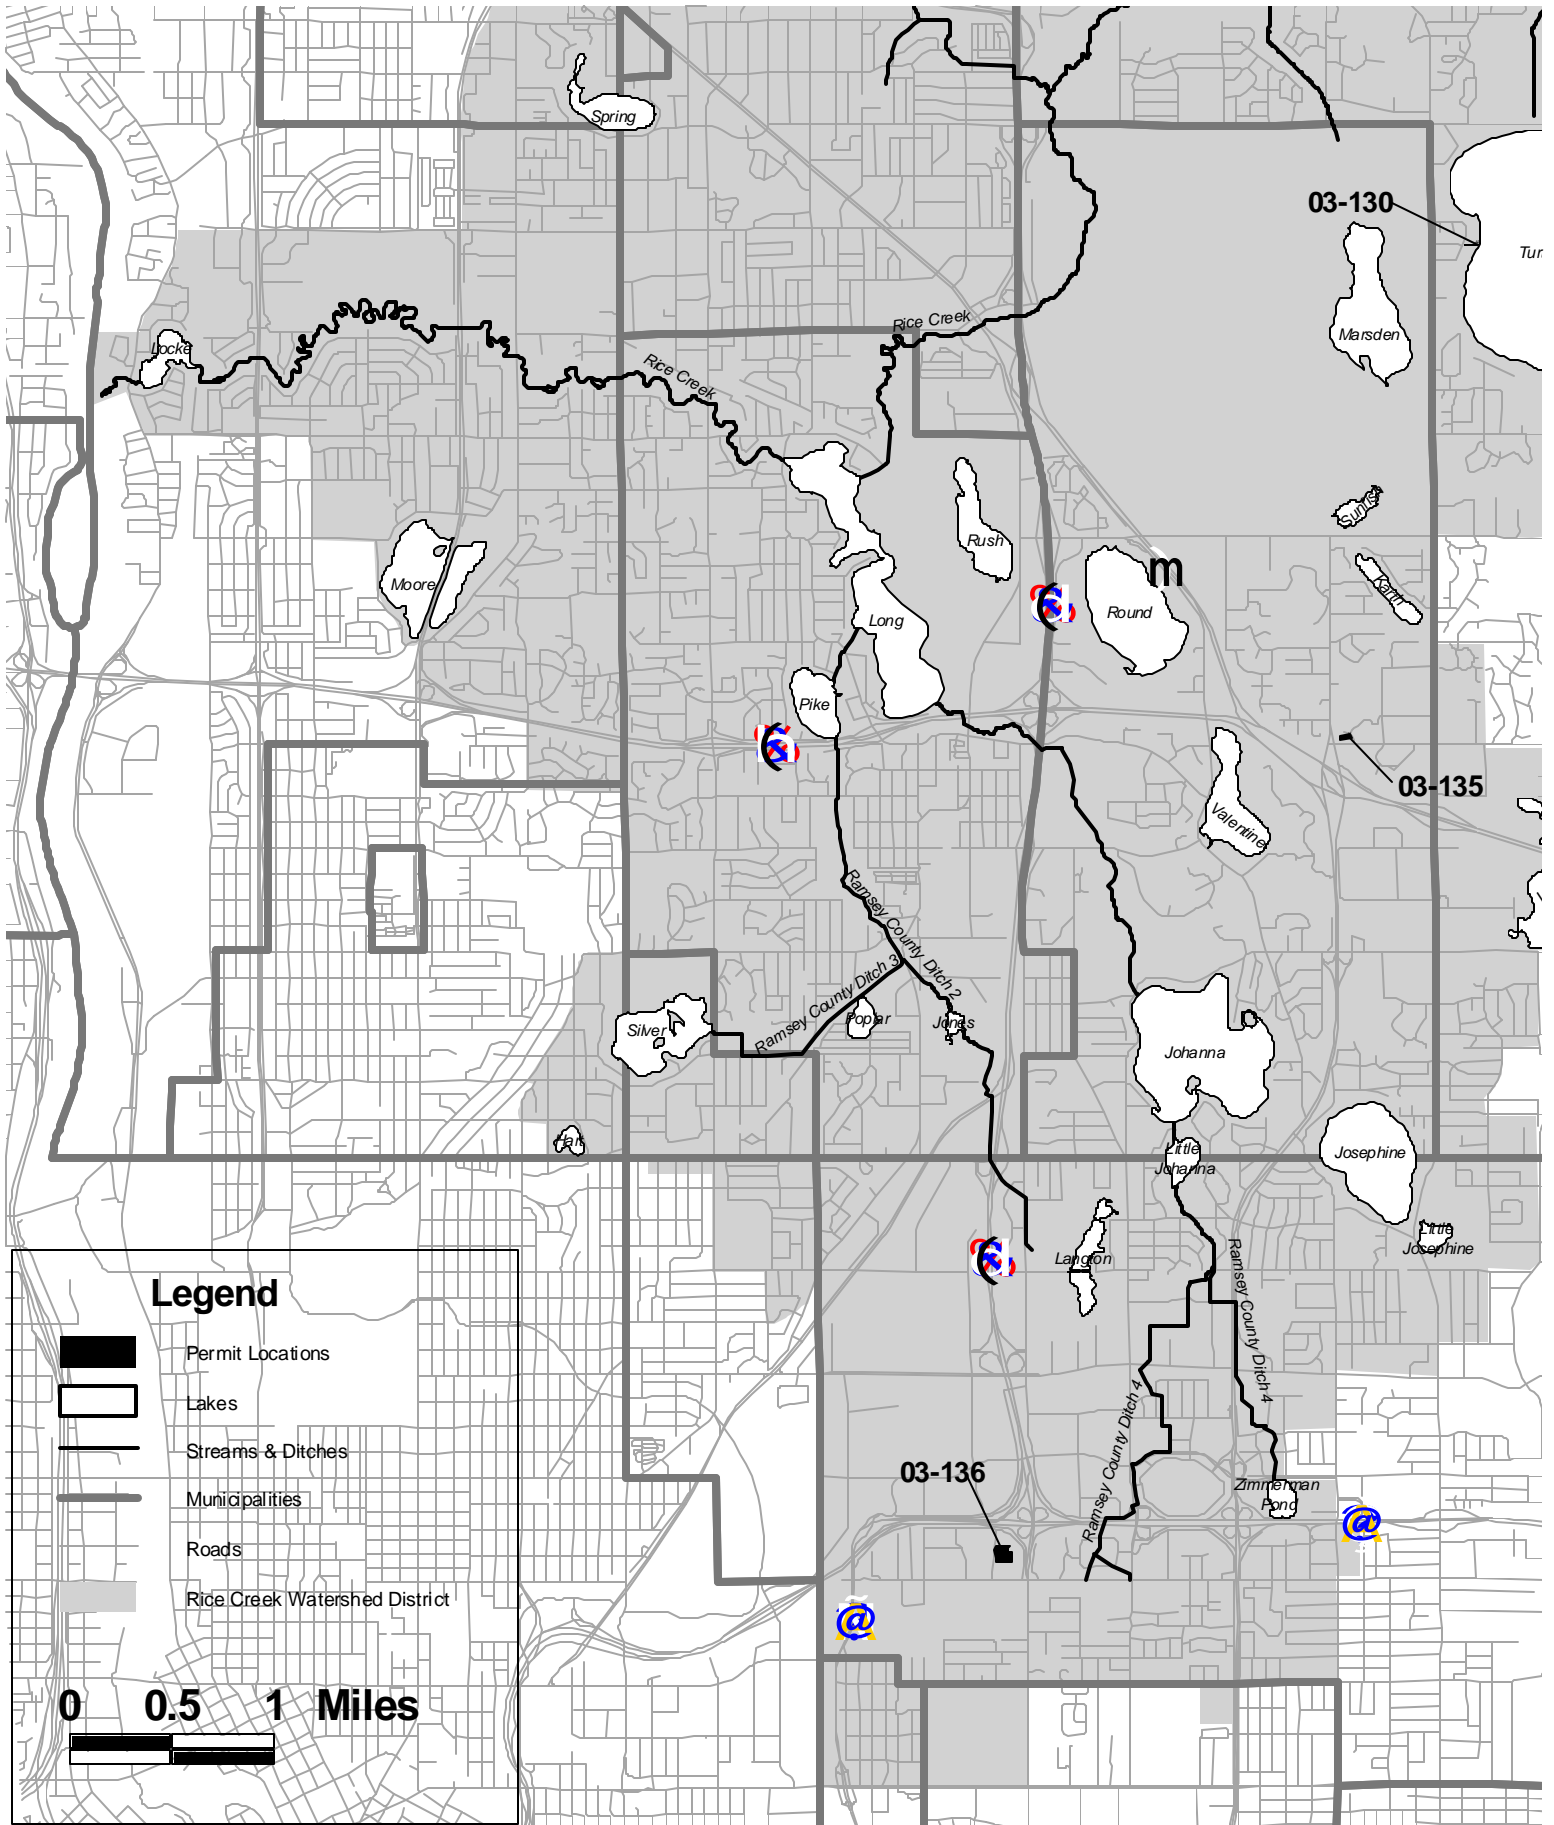 Spring
03-130
Tur
Rice Creek
Marsden
Locke
Rice Creek
Sunris
Rush
m
Moore
Karth
Round
Long
Pike
03-135
Valentine
Ramsey County Ditch 2
Ramsey County Ditch 3
Silver
Poplar
Jones
Johanna
Hart
Little
Johanna
Josephine
Little
Josephine
Langton
Ramsey County Ditch 4
Ramsey County Ditch 4
03-136
Zimmerman
Pond
@
@
Legend
Permit Locations
Lakes
Streams & Ditches
Municipalities
Roads
Rice Creek Watershed District
0 0.5 1 Miles